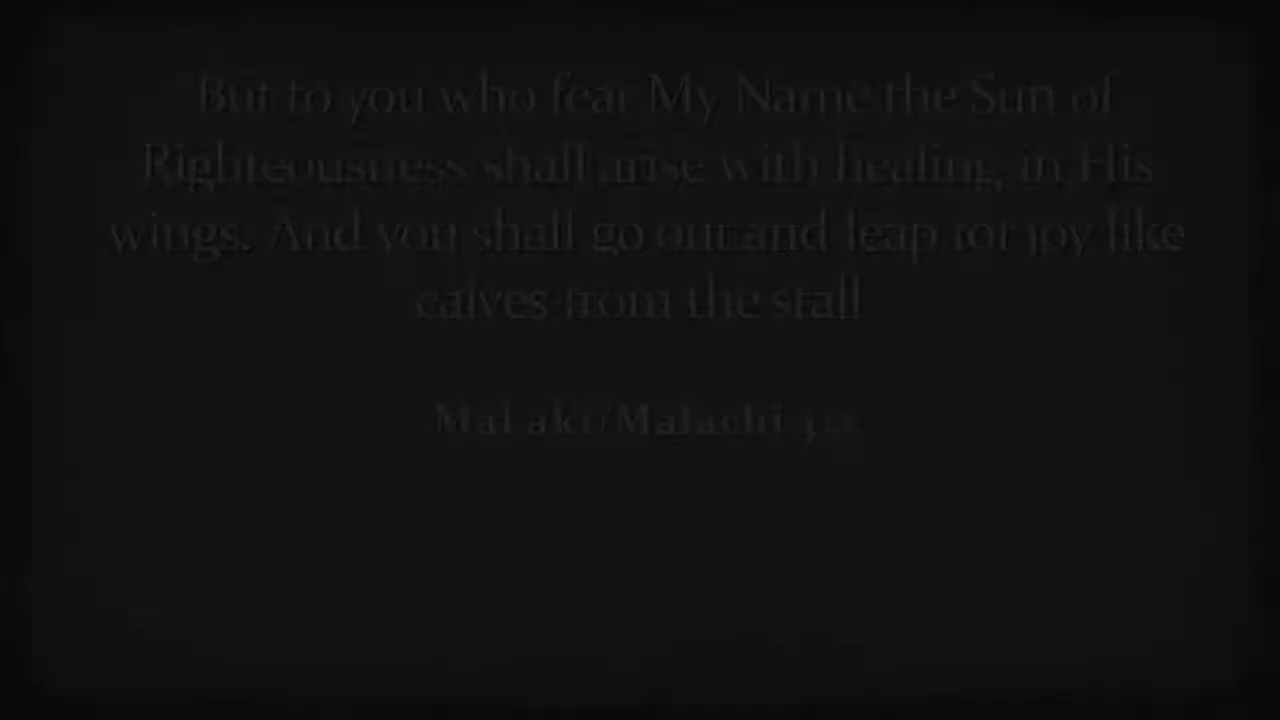 "But to you who fear My Name the Sun of
Righteousness shall arise with healing in His
wings. And you shall go out and leap for joy like
calves from the stall
Mal'aki/Malachi